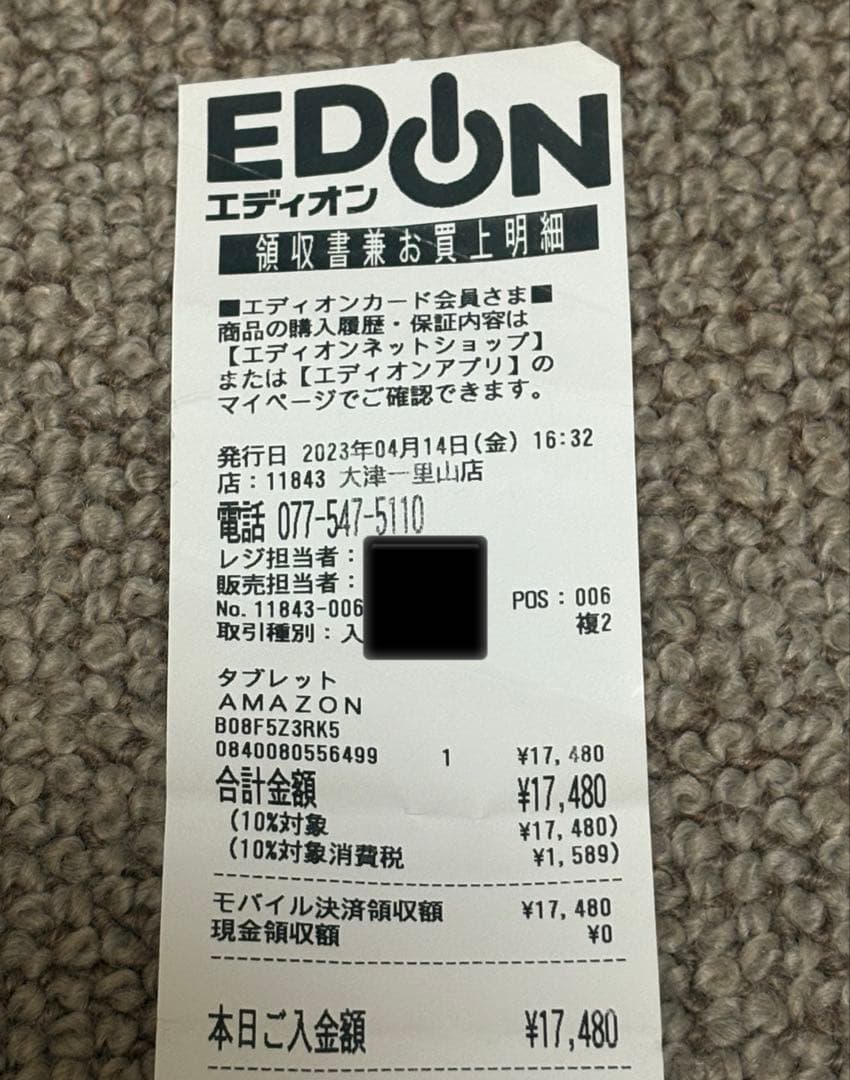 EDION
エディオン
領収書兼お買上明細
■エディオンカード会員さま■
商品の購入履歴・保証内容は
【エディオンネットショップ】
または【エディオンアプリ】の
マイページでご確認できます。
発行日 2023年04月14日(金) 16:32
店：11843 大津一里山店
電話 077-547-5110
レジ担当者：
販売担当者：
No. 11843-006 POS：006
取引種別：入 複2
タブレット
AMAZON
B08F5Z3RK5
0840080556499 1 ¥17,480
合計金額 ¥17,480
(10%対象 ¥17,480)
(10%対象消費税 ¥1,589)
モバイル決済領収額 ¥17,480
現金領収額 ¥0
本日ご入金額 ¥17,480